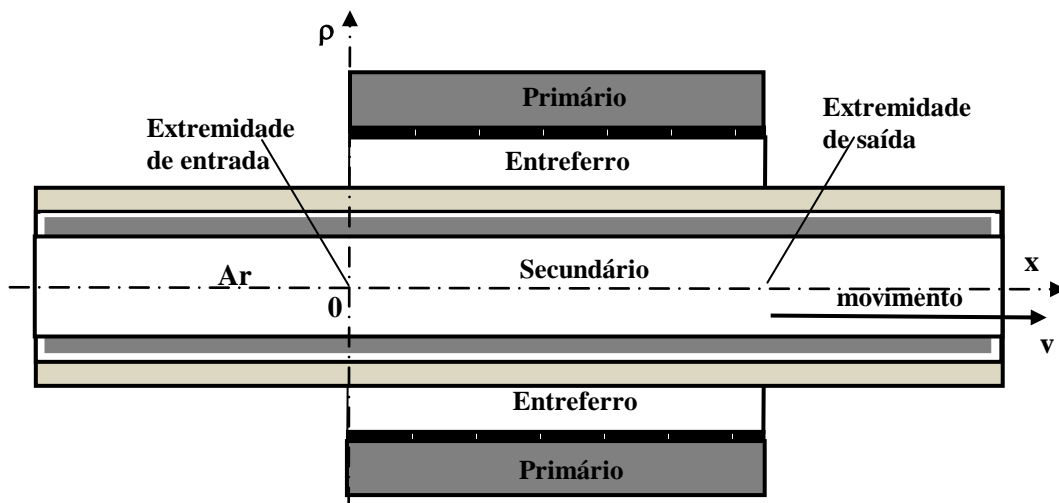 ρ
Primário
Extremidade
de entrada
Extremidade
de saída
Entreferro
Ar
Secundário
x
0
movimento
v
Entreferro
Primário